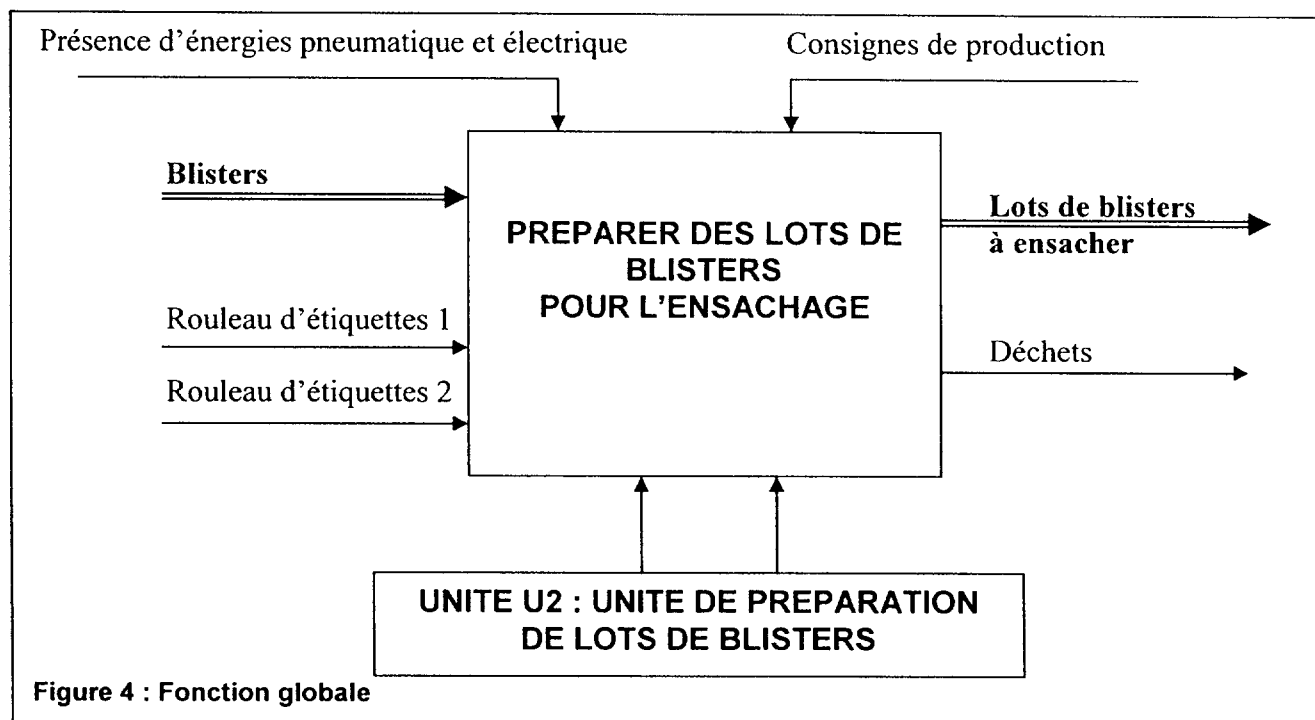 Présence d'énergies pneumatique et électrique
Consignes de production
Blisters
PREPARER DES LOTS DE
BLISTERS
POUR L'ENSACHAGE
Lots de blisters
à ensacher
Rouleau d'étiquettes 1
Déchets
Rouleau d'étiquettes 2
UNITE U2 : UNITE DE PREPARATION
DE LOTS DE BLISTERS
Figure 4 : Fonction globale